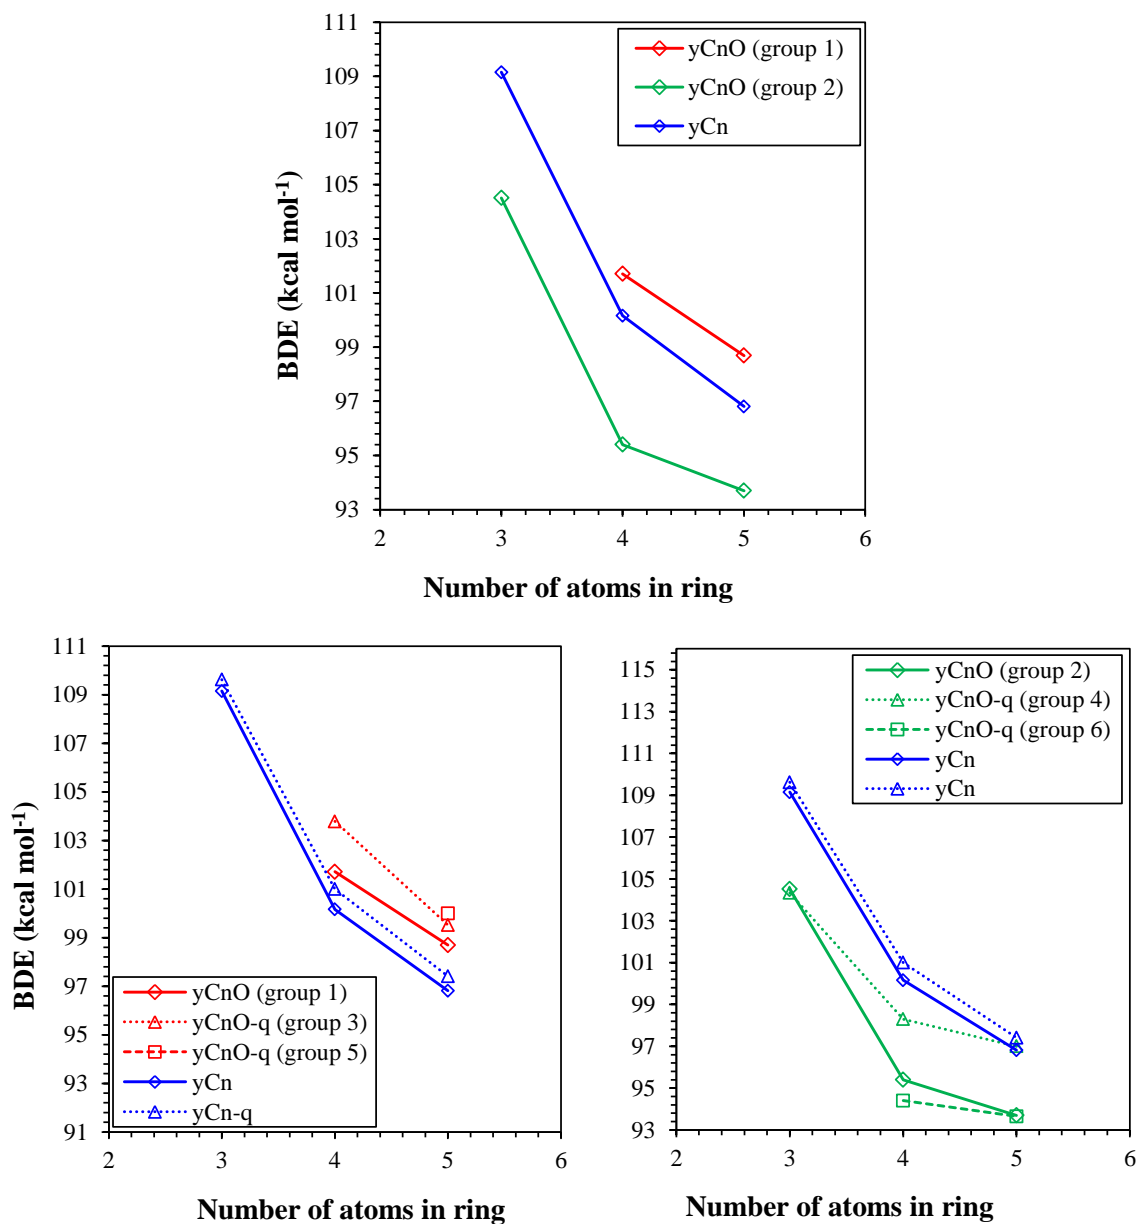 111
109
107
105
103
101
99
97
95
93
BDE (kcal mol-1)
yCnO (group 1)
yCnO (group 2)
yCn
2 3 4 5 6
Number of atoms in ring
111
109
107
105
103
101
99
97
95
93
91
BDE (kcal mol-1)
yCnO (group 1)
yCnO-q (group 3)
yCnO-q (group 5)
yCn
yCn-q
2 3 4 5 6
Number of atoms in ring
115
113
111
109
107
105
103
101
99
97
95
93
yCnO (group 2)
yCnO-q (group 4)
yCnO-q (group 6)
yCn
yCn
2 3 4 5 6
Number of atoms in ring